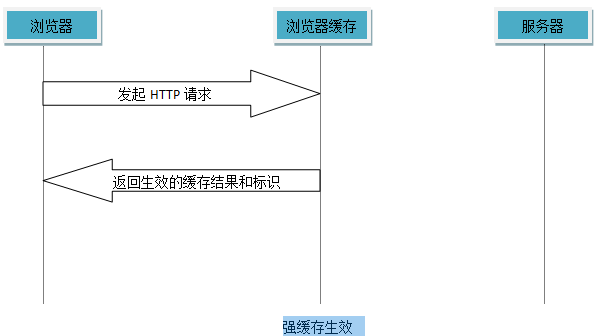 浏览器
浏览器缓存
服务器
发起 HTTP 请求
返回生效的缓存结果和标识
强缓存生效